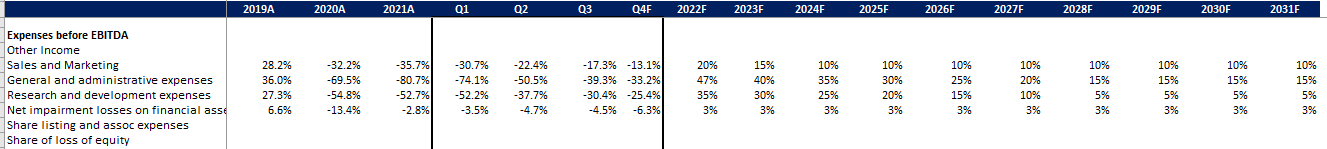 2019A 2020A 2021A Q1 Q2 Q3 Q4F 2022F 2023F 2024F 2025F 2026F 2027F 2028F 2029F 2030F 2031F
Expenses before EBITDA
Other Income
Sales and Marketing 28.2% -32.2% -35.7% -30.7% -22.4% -17.3% -13.1% 20% 15% 10% 10% 10% 10% 10% 10% 10% 10%
General and administrative expenses 36.0% -69.5% -80.7% -74.1% -50.5% -39.3% -33.2% 47% 40% 35% 30% 25% 20% 15% 15% 15% 15%
Research and development expenses 27.3% -54.8% -52.7% -52.2% -37.7% -30.4% -25.4% 35% 30% 25% 20% 15% 10% 5% 5% 5% 5%
Net impairment losses on financial asse 6.6% -13.4% -2.8% -3.5% -4.7% -4.5% -6.3% 3% 3% 3% 3% 3% 3% 3% 3% 3% 3%
Share listing and assoc expenses
Share of loss of equity